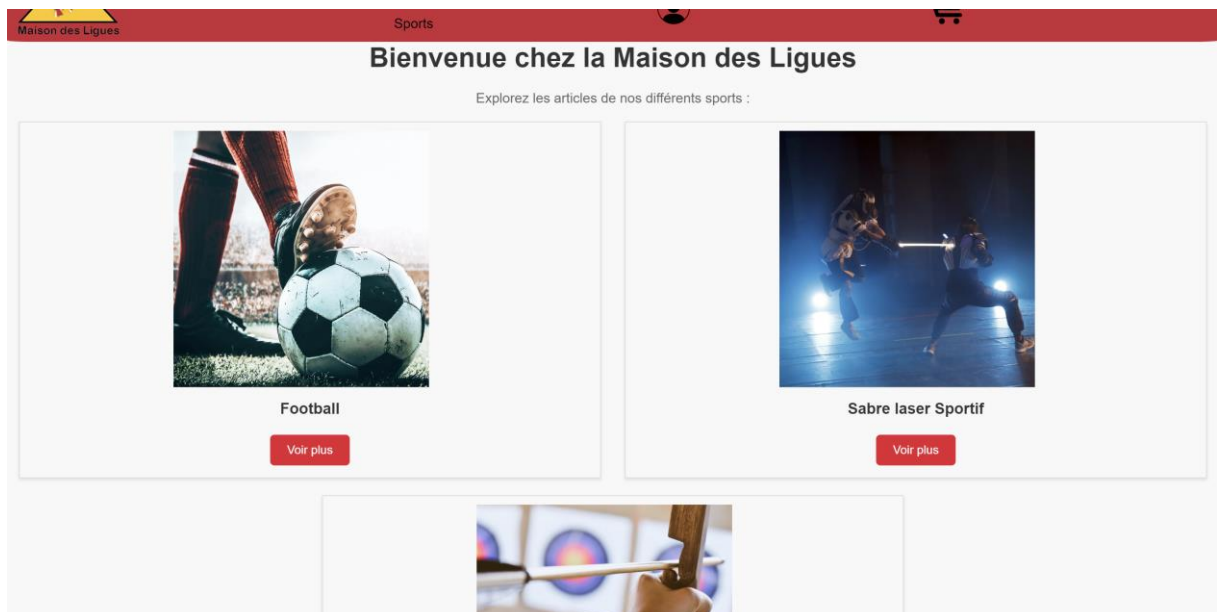 Maison des Ligues
Sports
Bienvenue chez la Maison des Ligues
Explorez les articles de nos différents sports :
Football
Sabre laser Sportif
Voir plus
Voir plus